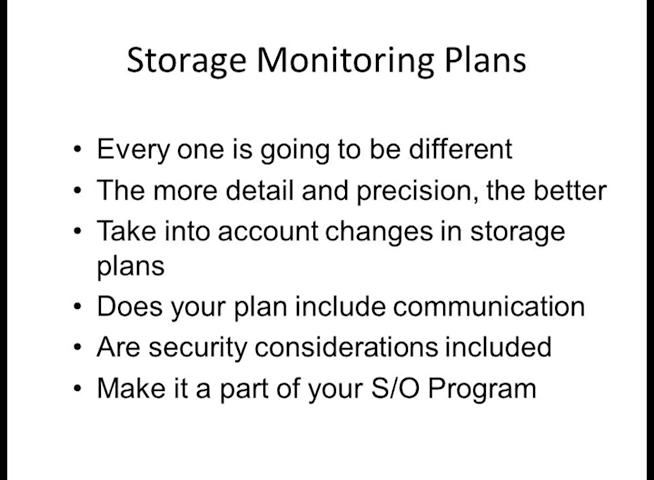 Storage Monitoring Plans
• Every one is going to be different
• The more detail and precision, the better
• Take into account changes in storage
plans
• Does your plan include communication
• Are security considerations included
• Make it a part of your S/O Program